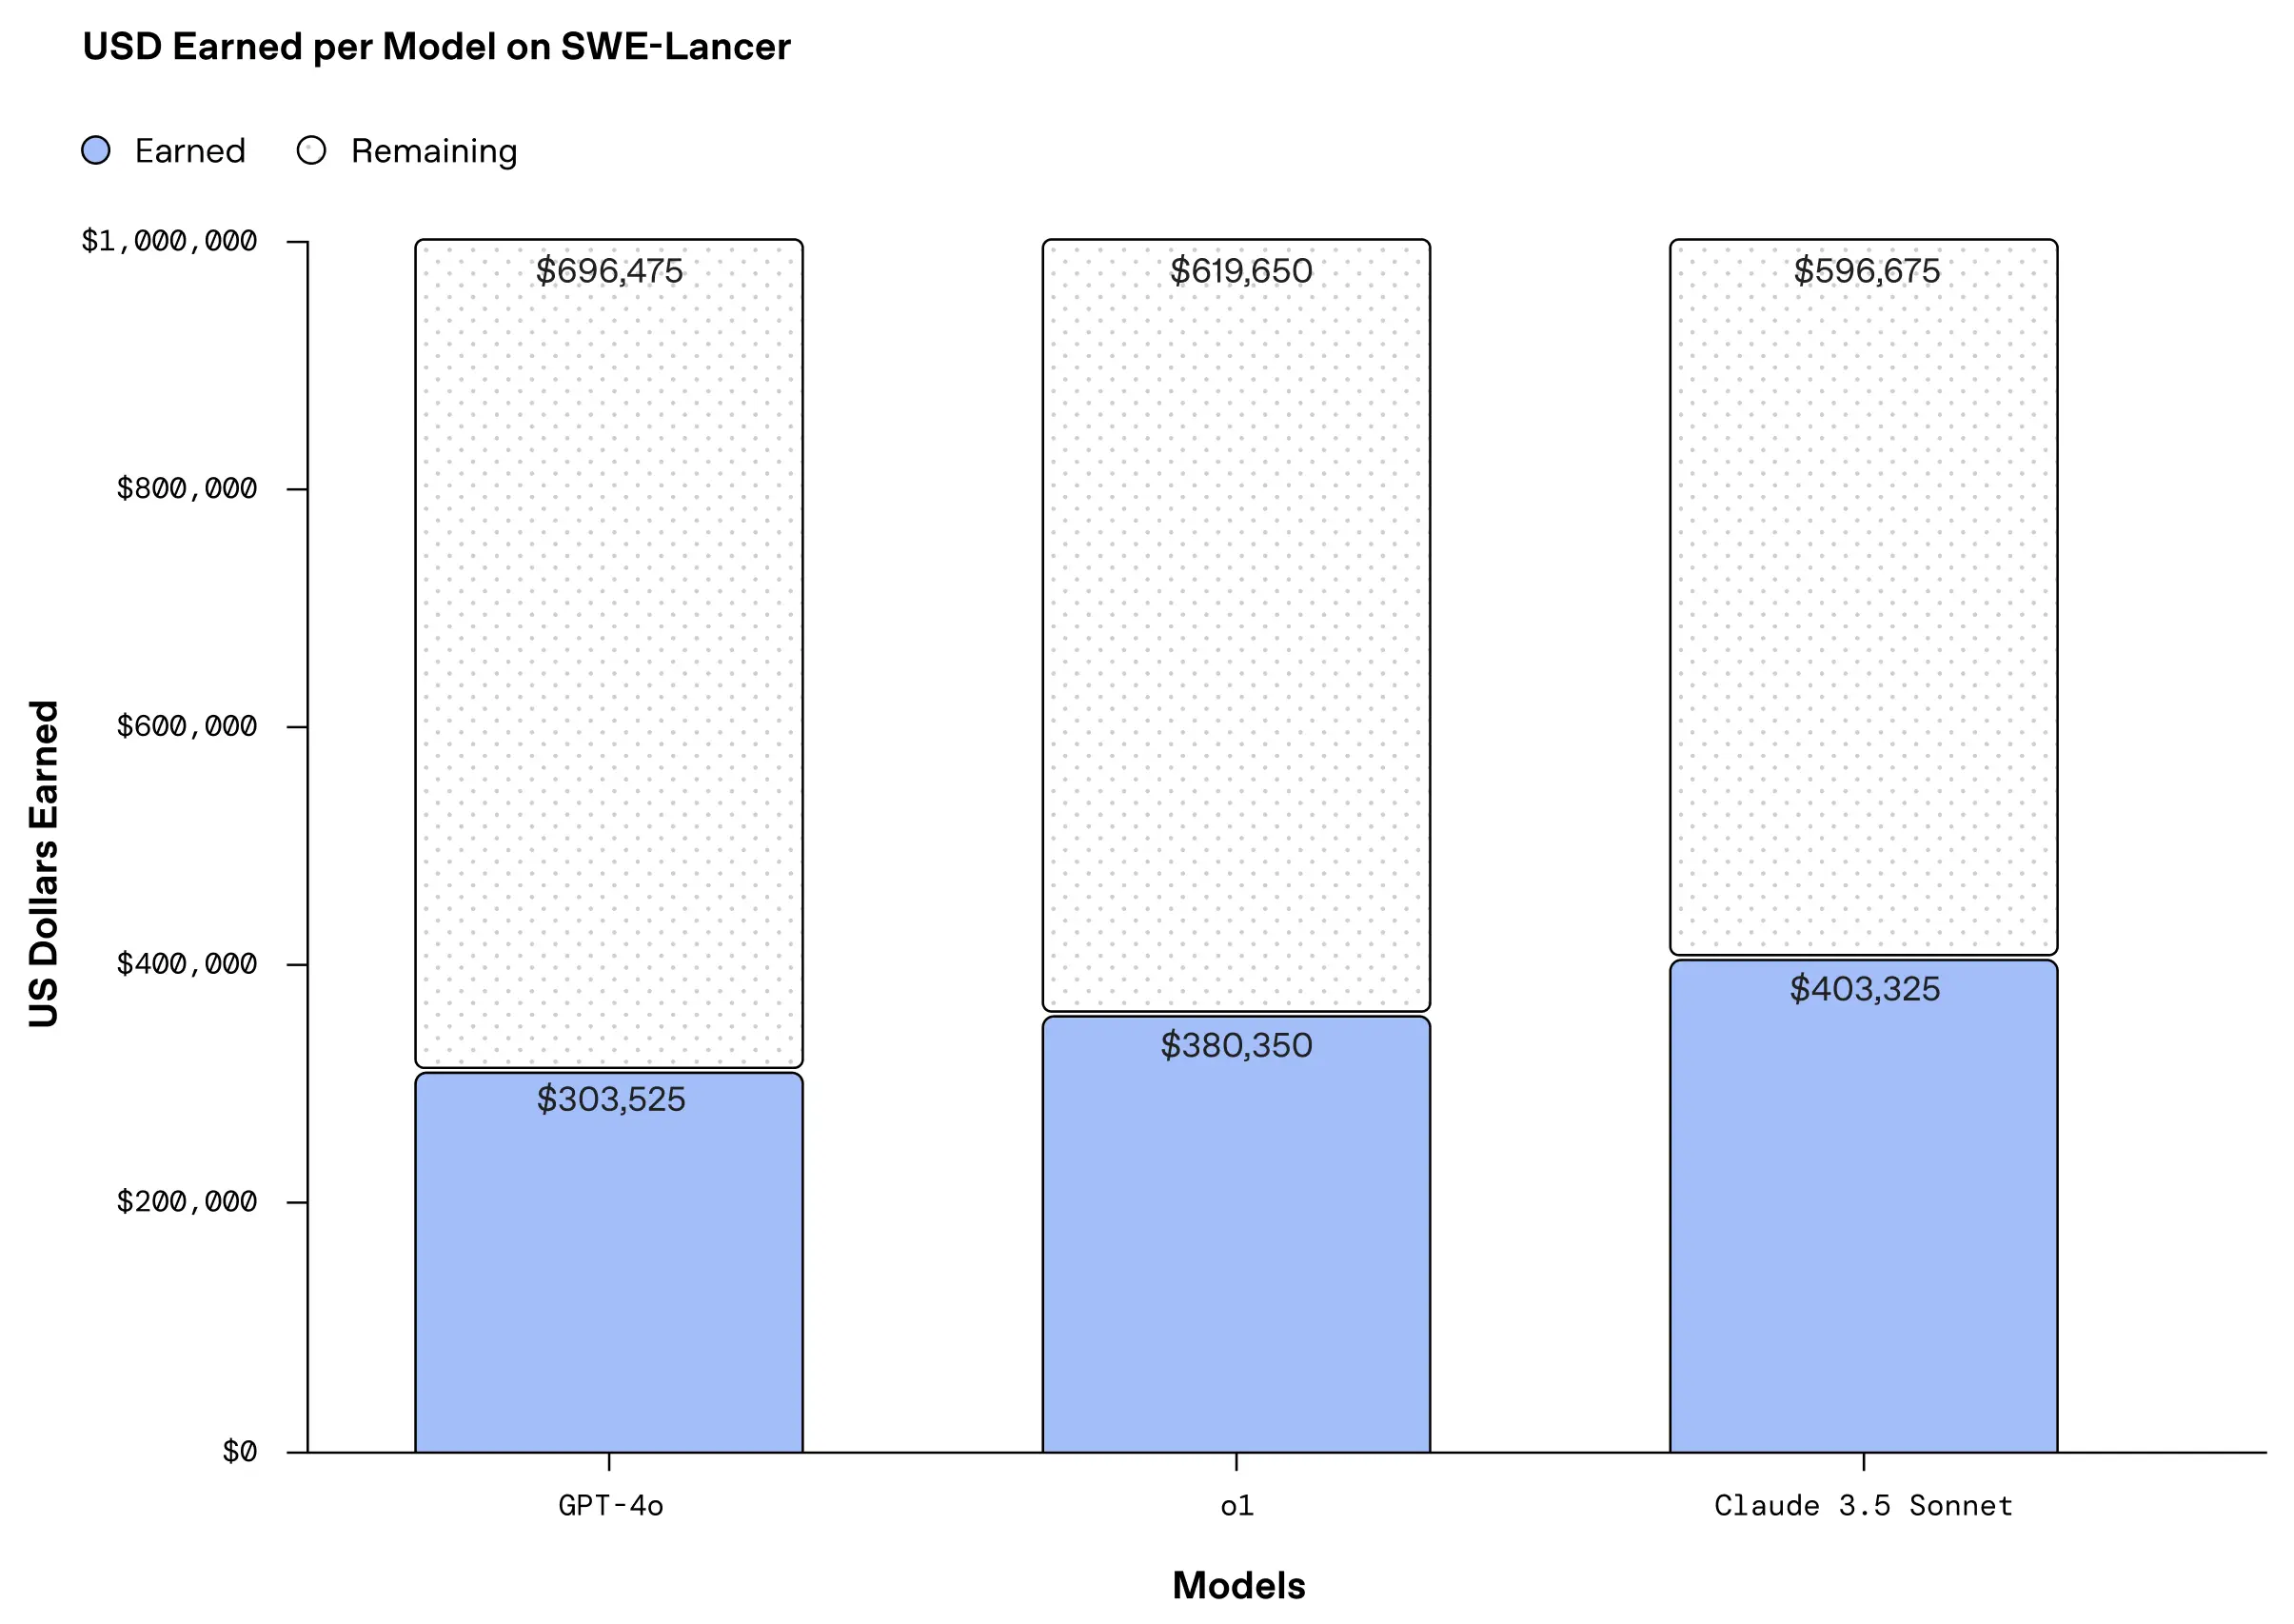 USD Earned per Model on SWE-Lancer
Earned Remaining
$1,000,000
$800,000
$600,000
$400,000
$200,000
$0
US Dollars Earned
$696,475 $619,650 $596,675
$303,525 $380,350 $403,325
GPT-4o o1 Claude 3.5 Sonnet
Models